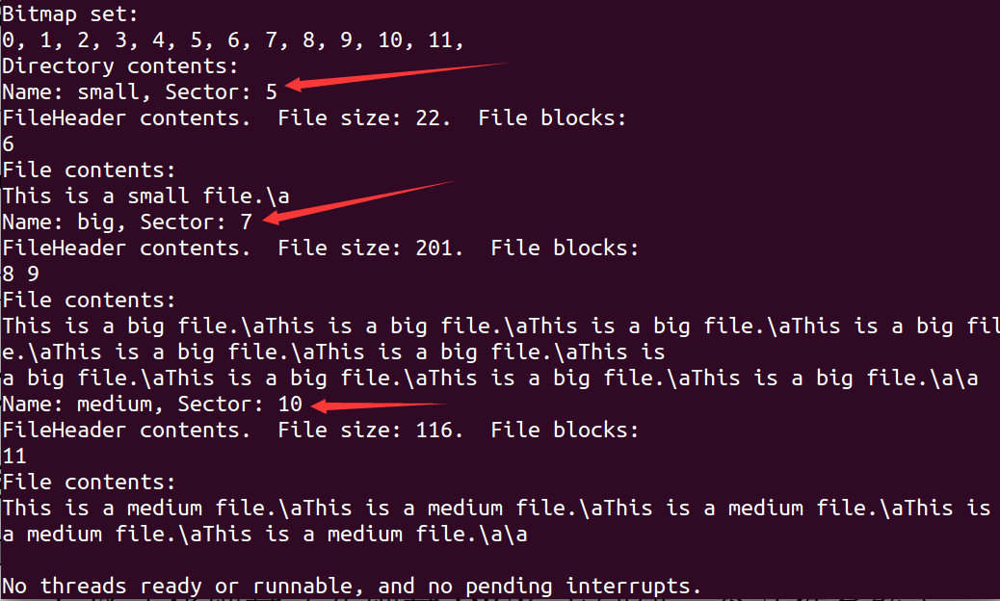 Bitmap set:
0, 1, 2, 3, 4, 5, 6, 7, 8, 9, 10, 11,
Directory contents:
Name: small, Sector: 5
FileHeader contents.  File size: 22.  File blocks:
6
File contents:
This is a small file.\a
Name: big, Sector: 7
FileHeader contents.  File size: 201.  File blocks:
8 9
File contents:
This is a big file.\aThis is a big file.\aThis is a big file.\aThis is a big fil
e.\aThis is a big file.\aThis is a big file.\aThis is
a big file.\aThis is a big file.\aThis is a big file.\aThis is a big file.\a\a
Name: medium, Sector: 10
FileHeader contents.  File size: 116.  File blocks:
11
File contents:
This is a medium file.\aThis is a medium file.\aThis is a medium file.\aThis is
a medium file.\aThis is a medium file.\a\a
No threads ready or runnable, and no pending interrupts.